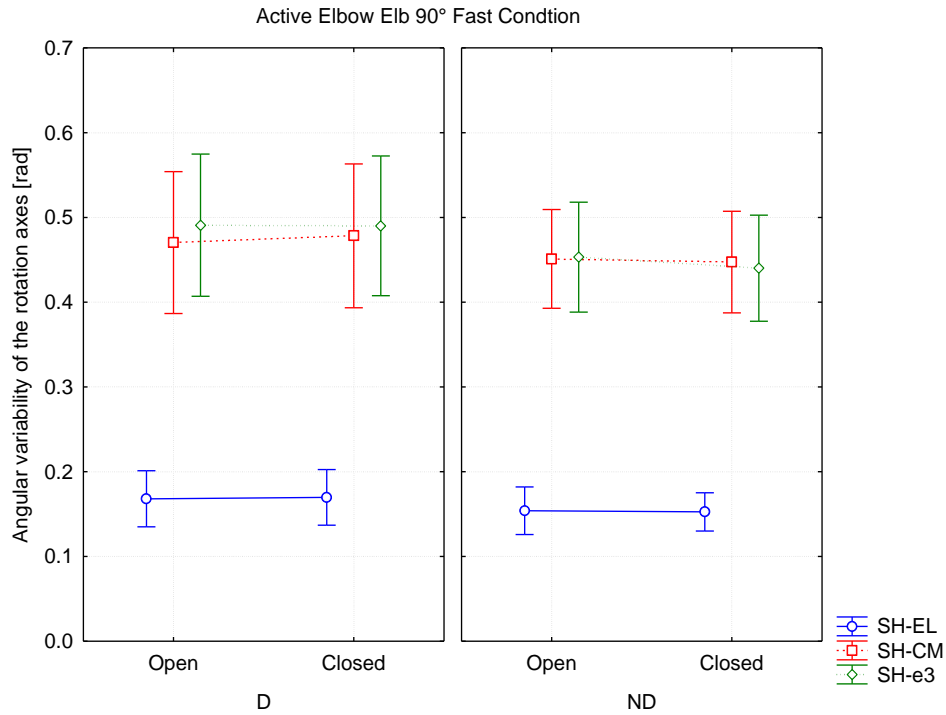 Active Elbow Elb 90° Fast Condtion
Angular variability of the rotation axes [rad]
0.7
0.6
0.5
0.4
0.3
0.2
0.1
0.0
Open Closed
D
Open Closed
ND
SH-EL
SH-CM
SH-e3